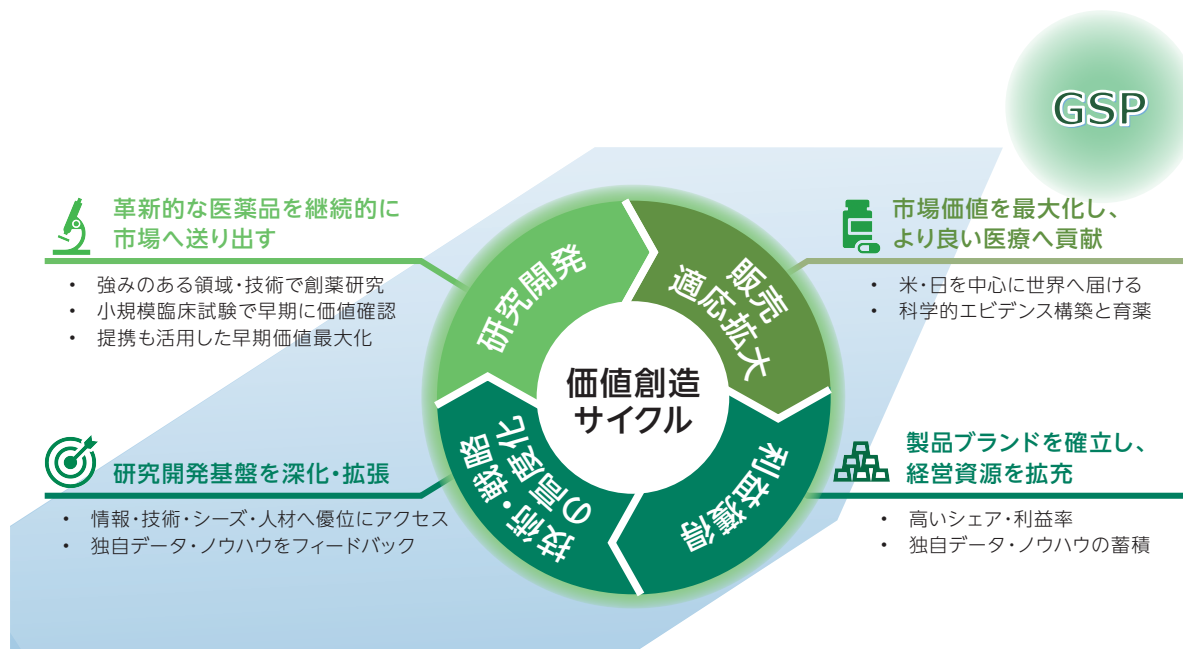 GSP
革新的な医薬品を継続的に
市場へ送り出す
• 強みのある領域・技術で創薬研究
• 小規模臨床試験で早期に価値確認
• 提携も活用した早期価値最大化
市場価値を最大化し、
より良い医療へ貢献
• 米・日を中心に世界へ届ける
• 科学的エビデンス構築と育薬
研究開発
販売
適応拡大
価値創造
サイクル
技術・戦略
の高度化
利益獲得
研究開発基盤を深化・拡張
• 情報・技術・シーズ・人材へ優位にアクセス
• 独自データ・ノウハウをフィードバック
製品ブランドを確立し、
経営資源を拡充
• 高いシェア・利益率
• 独自データ・ノウハウの蓄積